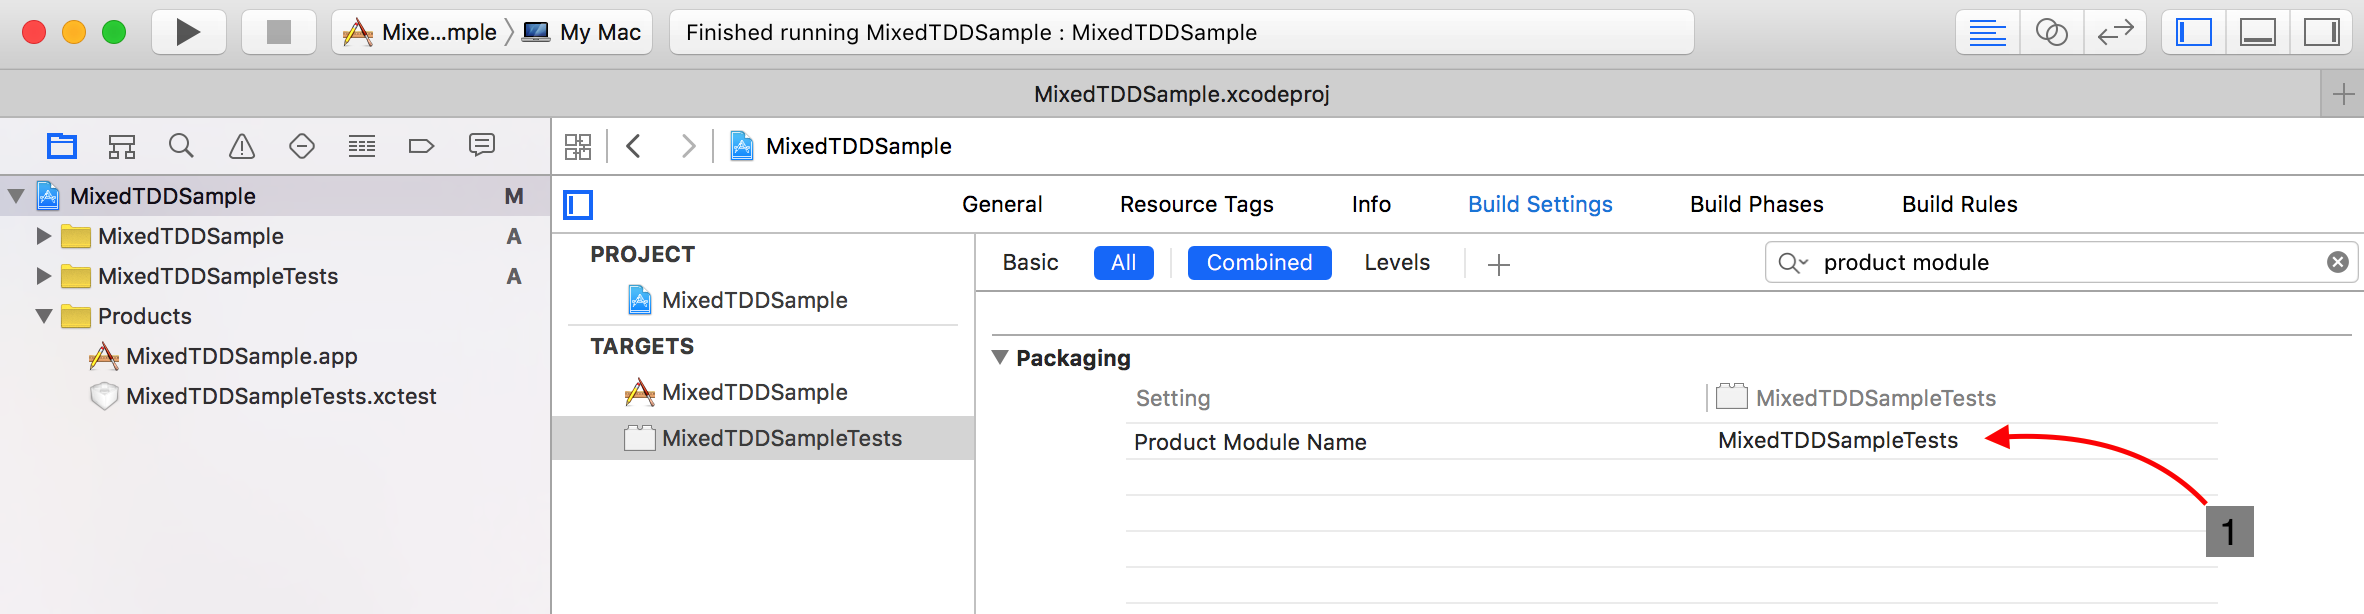 Mixe...mple
My Mac
Finished running MixedTDDSample : MixedTDDSample
MixedTDDSample.xcodeproj
MixedTDDSample M
MixedTDDSample A
MixedTDDSampleTests A
Products
MixedTDDSample.app
MixedTDDSampleTests.xctest
MixedTDDSample
General Resource Tags Info Build Settings Build Phases Build Rules
PROJECT
MixedTDDSample
TARGETS
MixedTDDSample
MixedTDDSampleTests
Basic All Combined Levels
product module
Packaging
Setting MixedTDDSampleTests
Product Module Name MixedTDDSampleTests
1